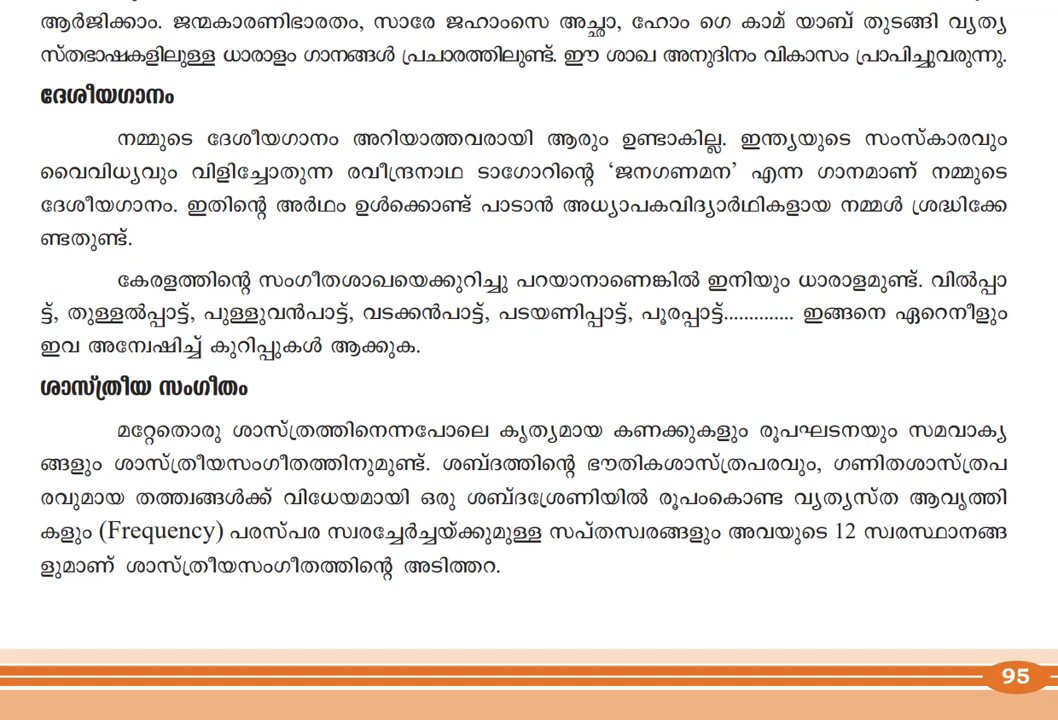 ആർജിക്കാം. ജന്മകാരണിഭാരതം, സാരേ ജഹാംസെ അച്ഛാ, ഹോം ഗെ കാമ് യാബ് തുടങ്ങി വ്യത്യ
സ്തഭാഷകളിലുള്ള ധാരാളം ഗാനങ്ങൾ പ്രചാരത്തിലുണ്ട്. ഈ ശാഖ അനുദിനം വികാസം പ്രാപിച്ചുവരുന്നു.
ദേശീയഗാനം
നമ്മുടെ ദേശീയഗാനം അറിയാത്തവരായി ആരും ഉണ്ടാകില്ല. ഇന്ത്യയുടെ സംസ്കാരവും
വൈവിധ്യവും വിളിച്ചോതുന്ന രവീന്ദ്രനാഥ ടാഗോറിന്റെ ‘ജനഗണമന’ എന്ന ഗാനമാണ് നമ്മുടെ
ദേശീയഗാനം. ഇതിന്റെ അർഥം ഉൾക്കൊണ്ട് പാടാൻ അധ്യാപകവിദ്യാർഥികളായ നമ്മൾ ശ്രദ്ധിക്കേ
ണ്ടതുണ്ട്.
കേരളത്തിന്റെ സംഗീതശാഖയെക്കുറിച്ചു പറയാനാണെങ്കിൽ ഇനിയും ധാരാളമുണ്ട്. വിൽപ്പാ
ട്ട്, തുള്ളൽപ്പാട്ട്, പുള്ളുവൻപാട്ട്, വടക്കൻപാട്ട്, പടയണിപ്പാട്ട്, പൂരപ്പാട്ട്............. ഇങ്ങനെ ഏറെനീളും
ഇവ അന്വേഷിച്ച് കുറിപ്പുകൾ ആക്കുക.
ശാസ്ത്രീയ സംഗീതം
മറ്റേതൊരു ശാസ്ത്രത്തിനെന്നപോലെ കൃത്യമായ കണക്കുകളും രൂപഘടനയും സമവാക്യ
ങ്ങളും ശാസ്ത്രീയസംഗീതത്തിനുമുണ്ട്. ശബ്ദത്തിന്റെ ഭൗതികശാസ്ത്രപരവും, ഗണിതശാസ്ത്രപ
രവുമായ തത്ത്വങ്ങൾക്ക് വിധേയമായി ഒരു ശബ്ദശ്രേണിയിൽ രൂപംകൊണ്ട വ്യത്യസ്ത ആവൃത്തി
കളും (Frequency) പരസ്പര സ്വരച്ചേർച്ചയ്ക്കുമുള്ള സപ്തസ്വരങ്ങളും അവയുടെ 12 സ്വരസ്ഥാനങ്ങ
ളുമാണ് ശാസ്ത്രീയസംഗീതത്തിന്റെ അടിത്തറ.
95